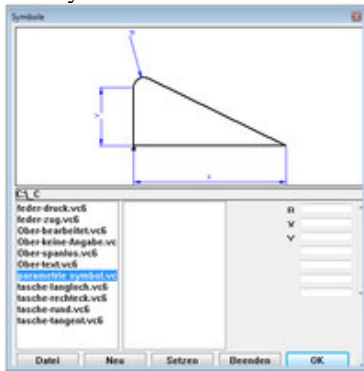 Symbole
R
Y
X
C:\_C
feder-druck.vc6
feder-zug.vc6
Ober-bearbeitet.vc6
Ober-keine-Angabe.vc
Ober-spanlos.vc6
Ober-text.vc6
parametrie-symbol.vc
tasche-langloch.vc6
tasche-rechteck.vc6
tasche-rund.vc6
tasche-tangent.vc6
R
X
Y
Datei
Neu
Setzen
Beenden
OK